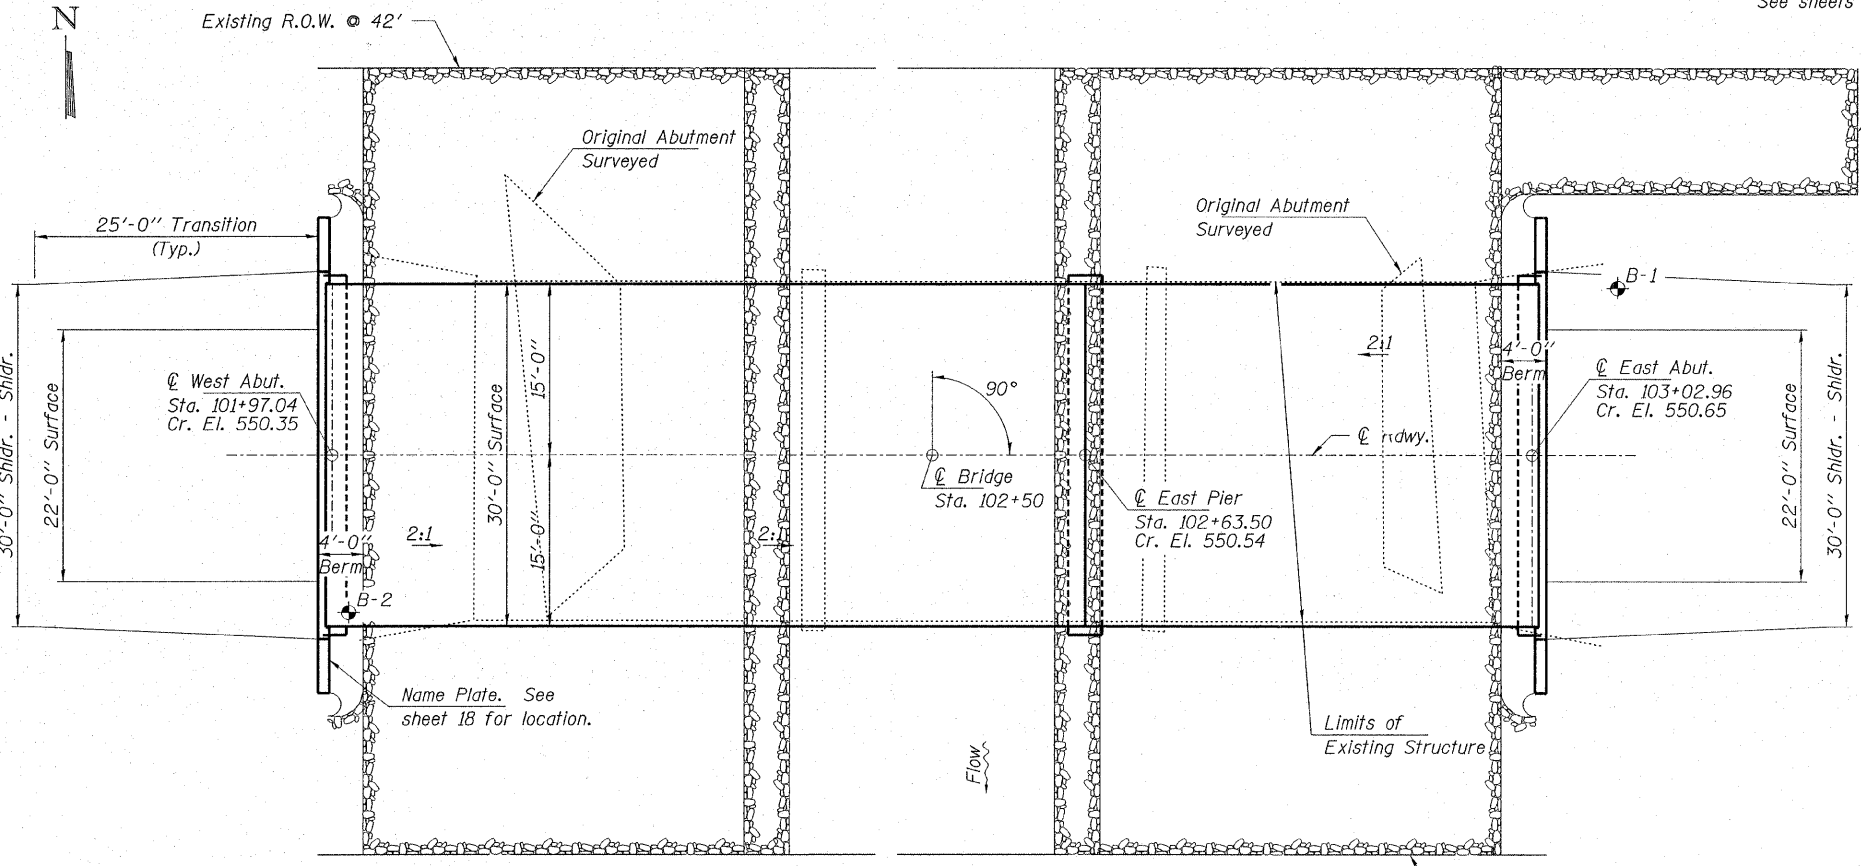 See sheets
N
Existing R.O.W. @ 42'
Original Abutment
Surveyed
Original Abutment
Surveyed
25'-0" Transition
(Typ.)
B-1
30'-0" Shldr. - Shldr.
22'-0" Surface
℄ West Abut.
Sta. 101+97.04
Cr. El. 550.35
30'-0" Surface
15'-0"
15'-0"
90°
2:1
4'-0"
Berm
℄ East Abut.
Sta. 103+02.96
Cr. El. 550.65
22'-0" Surface
30'-0" Shldr. - Shldr.
℄ Bridge
Sta. 102+50
℄ East Pier
Sta. 102+63.50
Cr. El. 550.54
4'-0"
Berm
2:1
2:1
B-2
Name Plate. See
sheet 18 for location.
Flow
Limits of
Existing Structure